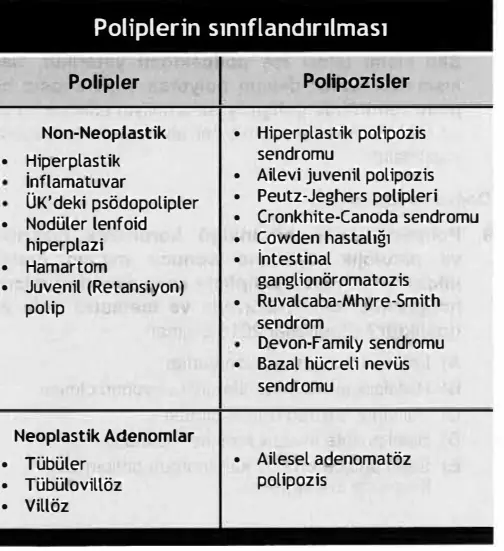 Poliplerin sınıflandırılması
Polipler
Non-Neoplastik
• Hiperplastik
• İnflamatuvar
• ÜK'deki psödopolipler
• Nodüler lenfoid
hiperplazi
• Hamartom
• Juvenil (Retansiyon)
polip
Polipozisler
• Hiperplastik polipozis
sendromu
• Ailevi juvenil polipozis
• Peutz-Jeghers polipleri
• Cronkhite-Canoda sendromu
• Cowden hastalığı
• İntestinal
ganglionöromatozis
• Ruvalcaba-Mhyre-Smith
sendrom
• Devon-Family sendromu
• Bazal hücreli nevüs
sendromu
Neoplastik Adenomlar
• Tübüler
• Tübülovillöz
• Villöz
• Ailesel adenomatöz
polipozis